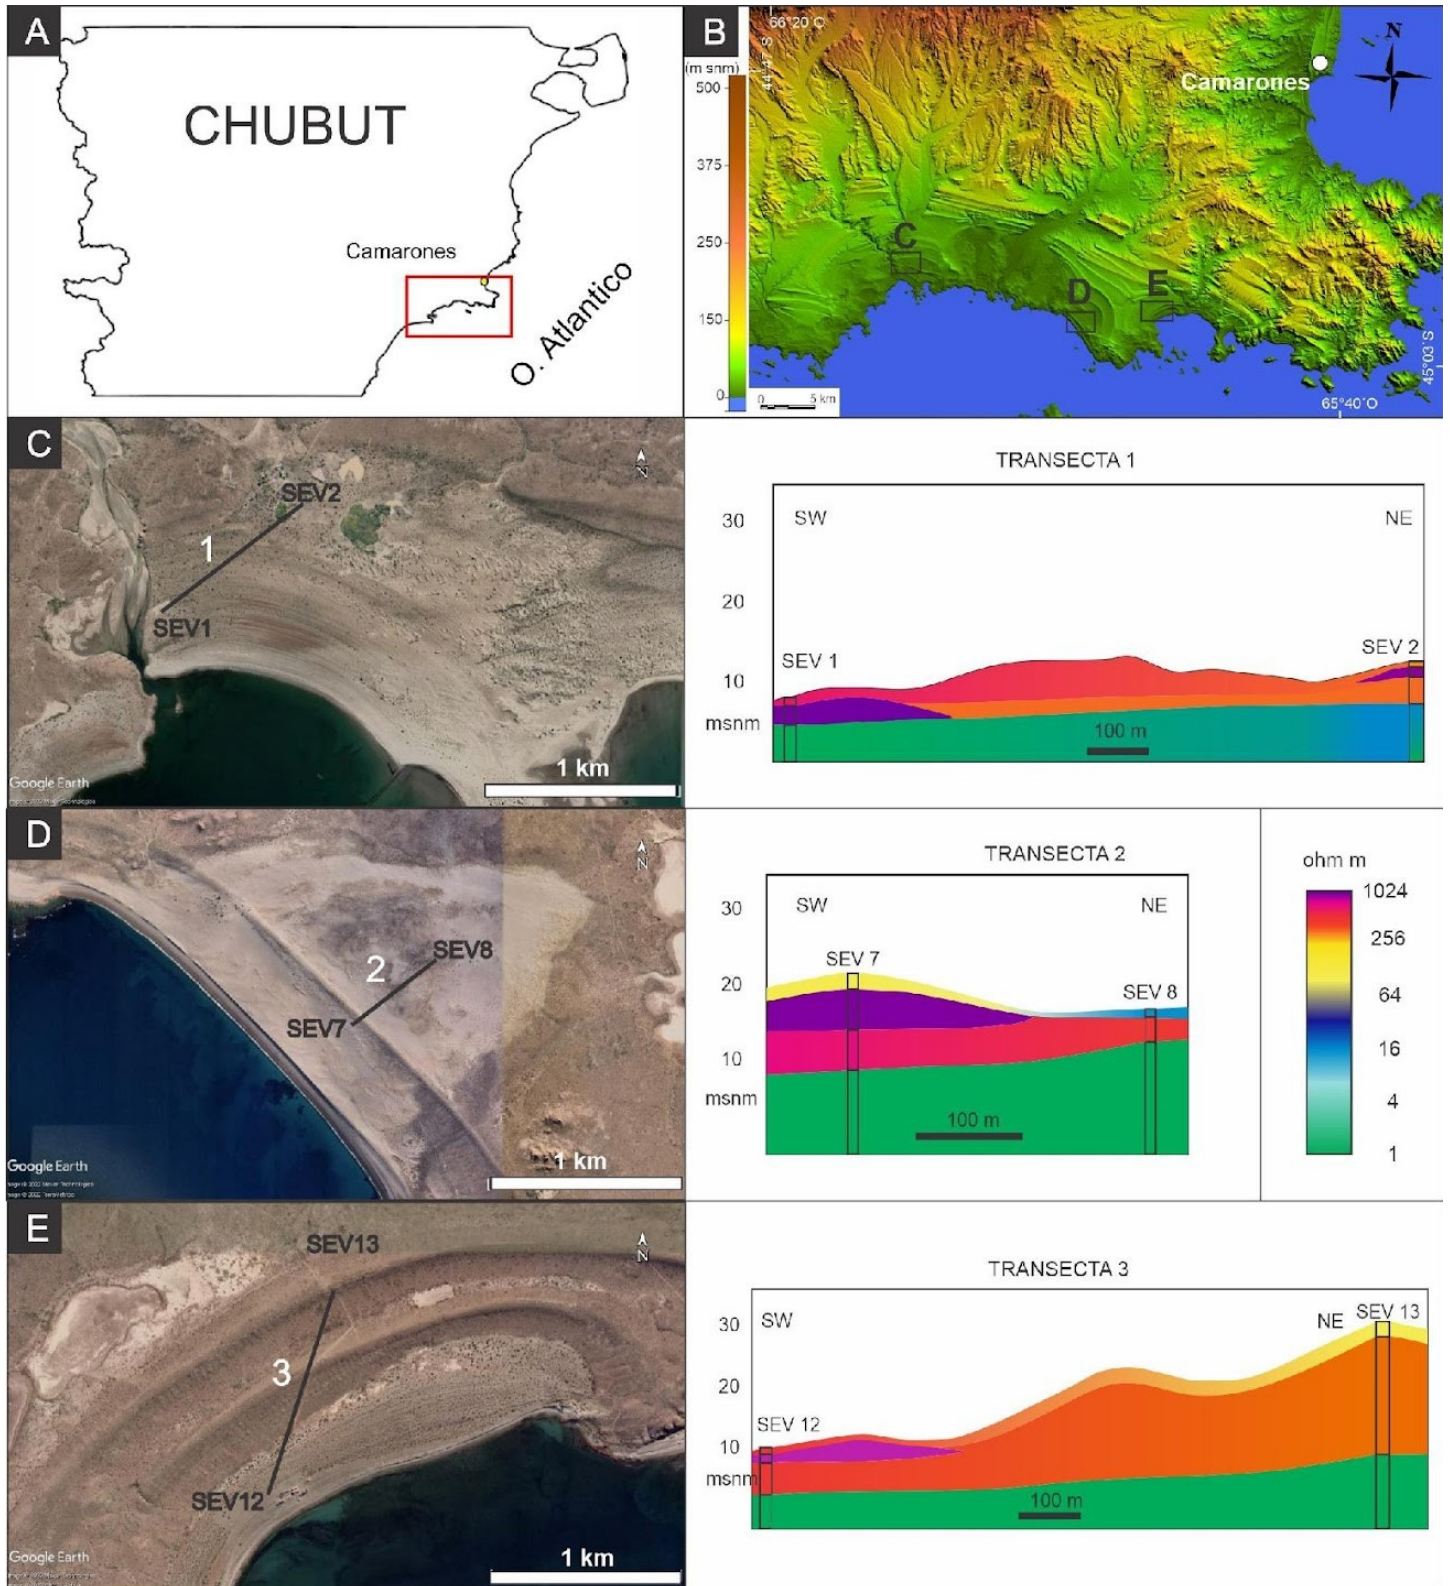 A
CHUBUT
Camarones
O. Atlantico
B
(m snm)
500
375
250
150
0
66°20´O
44°47´S
Camarones
N
C
D
E
0 5 km
45°03´S
65°40´O
C
N
SEV2
1
SEV1
1 km
Google Earth
TRANSECTA 1
SW NE
30
20
10
msnm
SEV 1
SEV 2
100 m
D
N
SEV8
2
SEV7
1 km
Google Earth
TRANSECTA 2
SW NE
30
20
10
msnm
SEV 7
SEV 8
100 m
ohm m
1024
256
64
16
4
1
E
N
SEV13
3
SEV12
1 km
Google Earth
TRANSECTA 3
SW NE
SEV 13
30
20
10
msnm
SEV 12
100 m